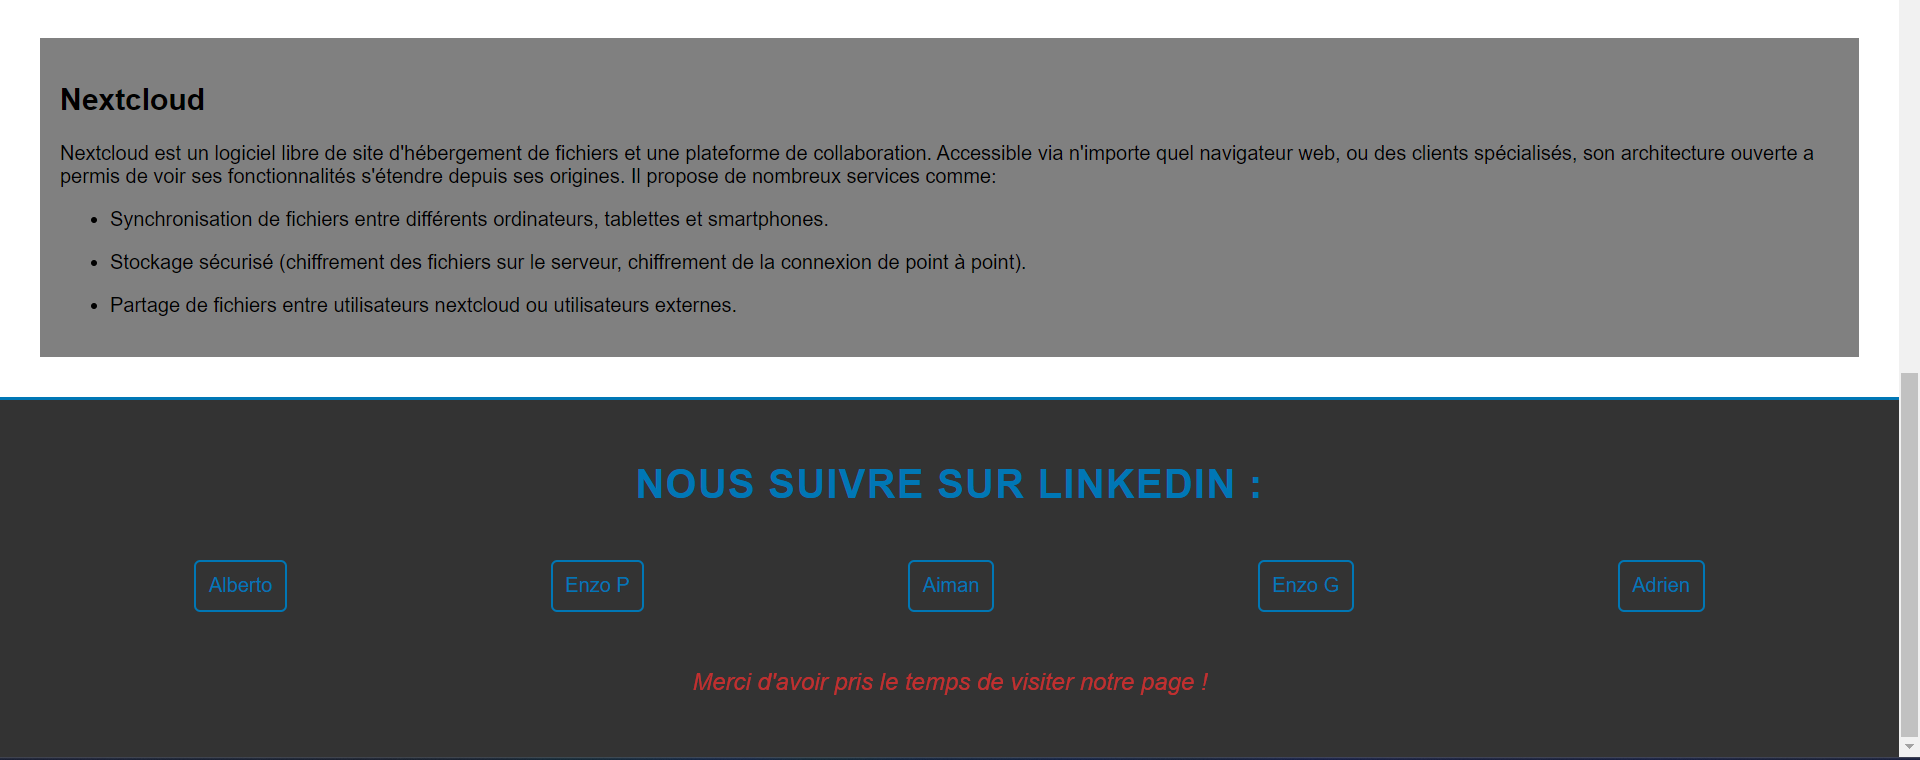 Nextcloud
Nextcloud est un logiciel libre de site d'hébergement de fichiers et une plateforme de collaboration. Accessible via n'importe quel navigateur web, ou des clients spécialisés, son architecture ouverte a
permis de voir ses fonctionnalités s'étendre depuis ses origines. Il propose de nombreux services comme:
• Synchronisation de fichiers entre différents ordinateurs, tablettes et smartphones.
• Stockage sécurisé (chiffrement des fichiers sur le serveur, chiffrement de la connexion de point à point).
• Partage de fichiers entre utilisateurs nextcloud ou utilisateurs externes.
NOUS SUIVRE SUR LINKEDIN :
Alberto
Enzo P
Aiman
Enzo G
Adrien
Merci d'avoir pris le temps de visiter notre page !